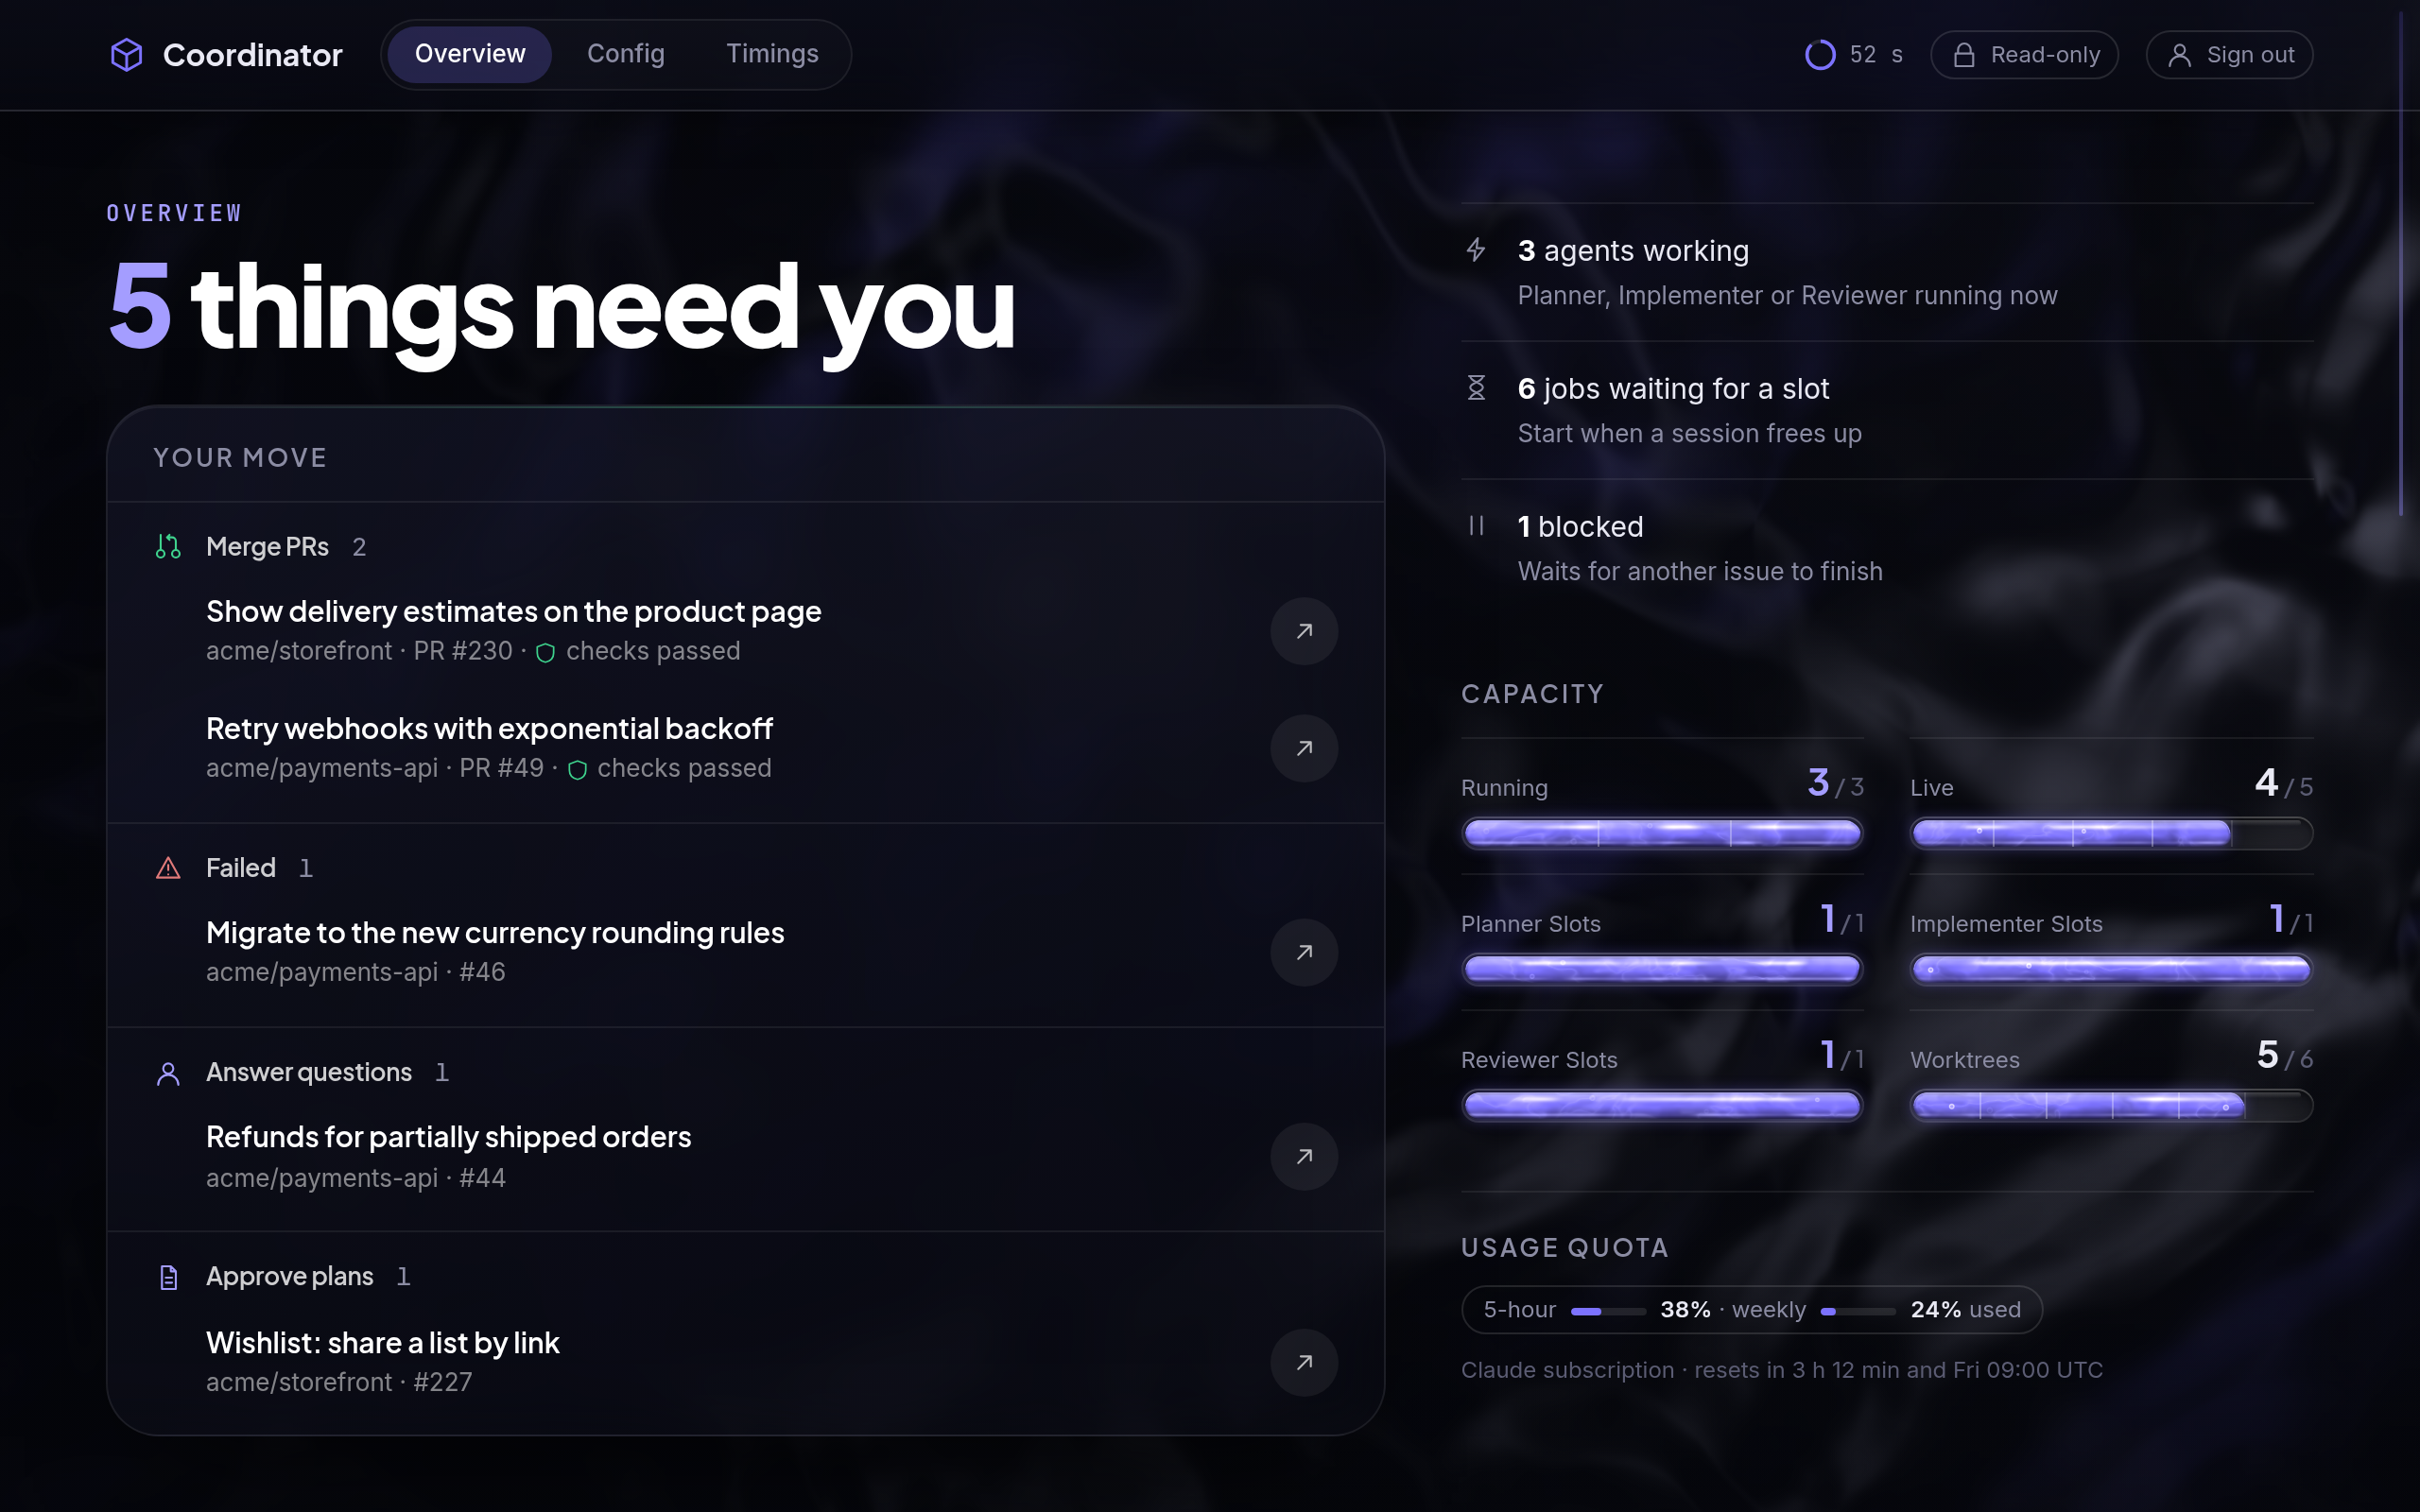 Coordinator
Overview
Config
Timings
52 s
Read-only
Sign out
OVERVIEW
5 things need you
YOUR MOVE
Merge PRs 2
Show delivery estimates on the product page
acme/storefront · PR #230 · checks passed
Retry webhooks with exponential backoff
acme/payments-api · PR #49 · checks passed
Failed 1
Migrate to the new currency rounding rules
acme/payments-api · #46
Answer questions 1
Refunds for partially shipped orders
acme/payments-api · #44
Approve plans 1
Wishlist: share a list by link
acme/storefront · #227
3 agents working
Planner, Implementer or Reviewer running now
6 jobs waiting for a slot
Start when a session frees up
1 blocked
Waits for another issue to finish
CAPACITY
Running 3/3
Live 4/5
Planner Slots 1/1
Implementer Slots 1/1
Reviewer Slots 1/1
Worktrees 5/6
USAGE QUOTA
5-hour 38% · weekly 24% used
Claude subscription · resets in 3 h 12 min and Fri 09:00 UTC